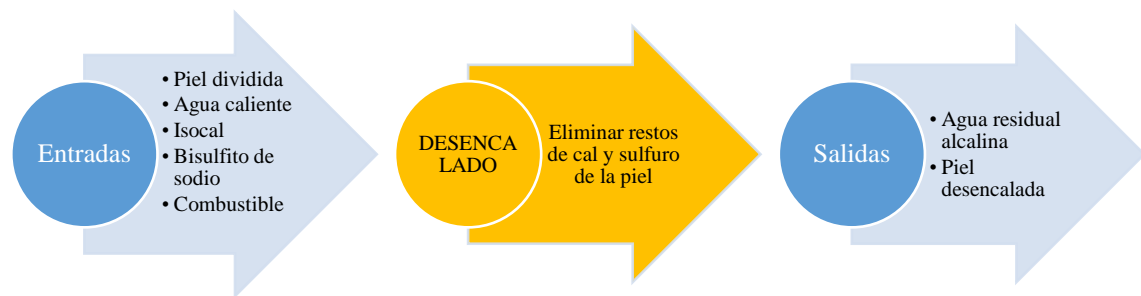 Entradas
• Piel dividida
• Agua caliente
• Isocal
• Bisulfito de
sodio
• Combustible
DESENCA
LADO
Eliminar restos
de cal y sulfuro
de la piel
Salidas
• Agua residual
alcalina
• Piel
desencalada